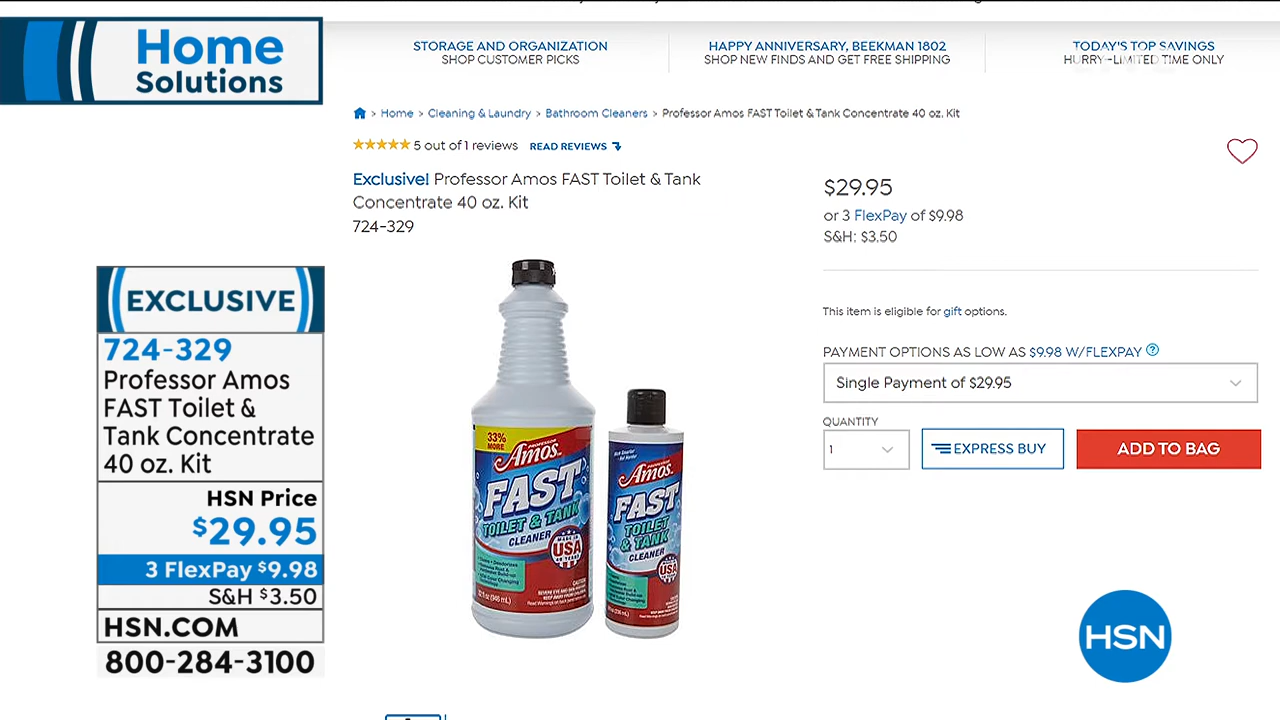 Home
Solutions
STORAGE AND ORGANIZATION
SHOP CUSTOMER PICKS
HAPPY ANNIVERSARY, BEEKMAN 1802
SHOP NEW FINDS AND GET FREE SHIPPING
TODAY'S TOP SAVINGS
HURRY-LIMITED TIME ONLY
> Home > Cleaning & Laundry > Bathroom Cleaners > Professor Amos FAST Toilet & Tank Concentrate 40 oz. Kit
5 out of 1 reviews READ REVIEWS
Exclusive! Professor Amos FAST Toilet & Tank
Concentrate 40 oz. Kit
724-329
$29.95
or 3 FlexPay of $9.98
S&H: $3.50
This item is eligible for gift options.
PAYMENT OPTIONS AS LOW AS $9.98 W/FLEXPAY ?
Single Payment of $29.95
QUANTITY
1
EXPRESS BUY
ADD TO BAG
(EXCLUSIVE)
724-329
Professor Amos
FAST Toilet &
Tank Concentrate
40 oz. Kit
HSN Price
$29.95
3 FlexPay $9.98
S&H $3.50
HSN.COM
800-284-3100
33%
MORE
PROFESSOR
Amos
FAST
TOILET & TANK
CLEANER
MADE IN
USA
PROFESSOR
Amos
FAST
TOILET
& TANK
CLEANER
USA
HSN